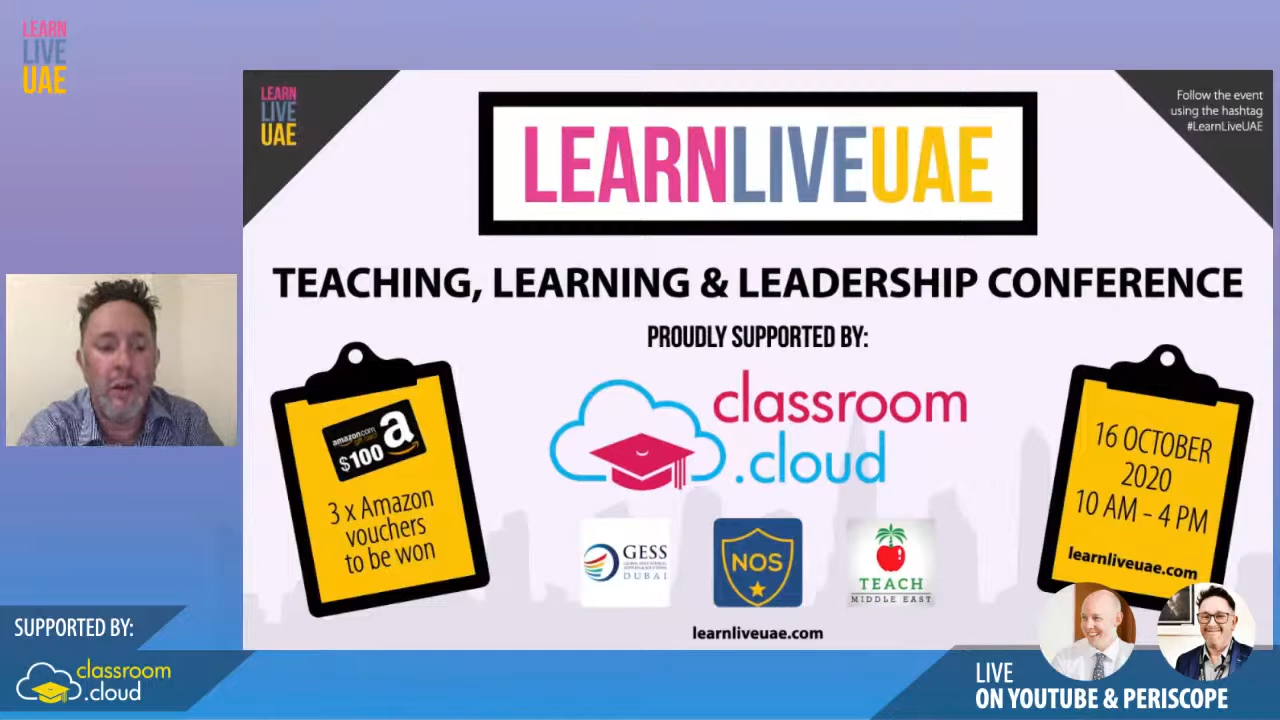 LEARN
LIVE
UAE
LEARN
LIVE
UAE
LEARNLIVEUAE
Follow the event
using the hashtag
#LearnLiveUAE
TEACHING, LEARNING & LEADERSHIP CONFERENCE
PROUDLY SUPPORTED BY:
classroom
.cloud
amazon.com
a
$100
3 x Amazon
vouchers
to be won
16 OCTOBER
2020
10 AM - 4 PM
learnliveuae.com
GESS
DUBAI
NOS
TEACH
MIDDLE EAST
learnliveuae.com
SUPPORTED BY:
classroom
.cloud
LIVE
ON YOUTUBE & PERISCOPE